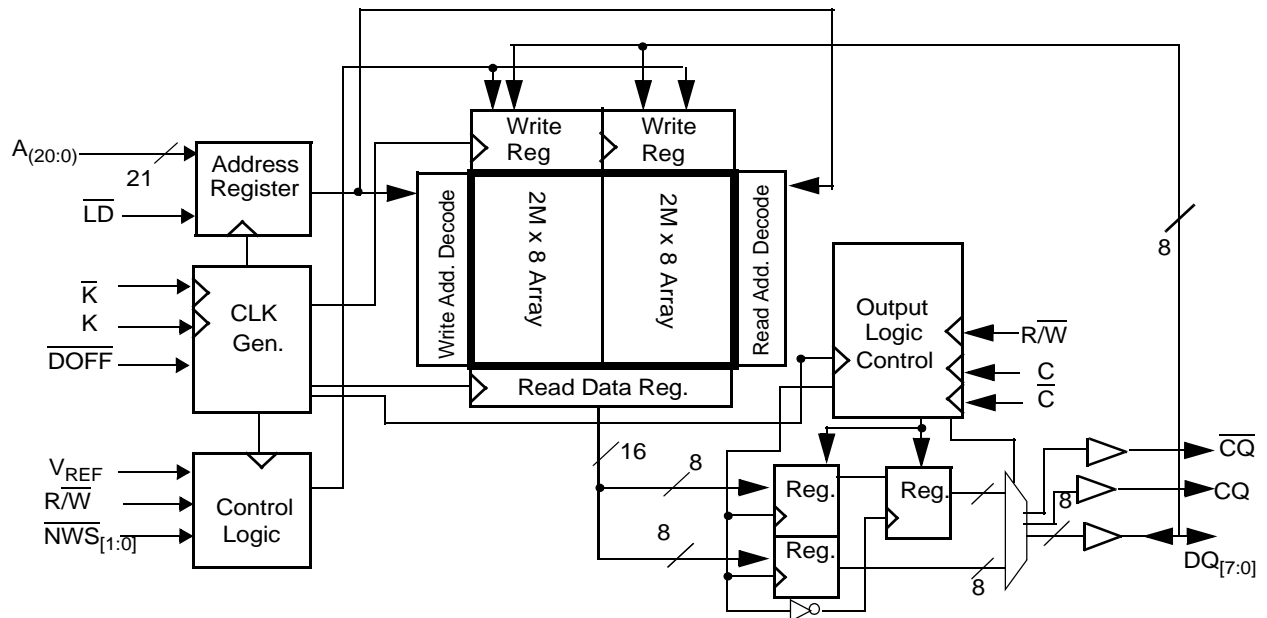 A(20:0)
21
LD
Address
Register
K
K
DOFF
CLK
Gen.
VREF
R/W
NWS[1:0]
Control
Logic
Write
Reg
Write
Reg
Write Add. Decode
2M x 8 Array
2M x 8 Array
Read Add. Decode
Read Data Reg.
16
8
8
Output
Logic
Control
R/W
C
C
Reg.
Reg.
Reg.
8
8
8
CQ
CQ
DQ[7:0]